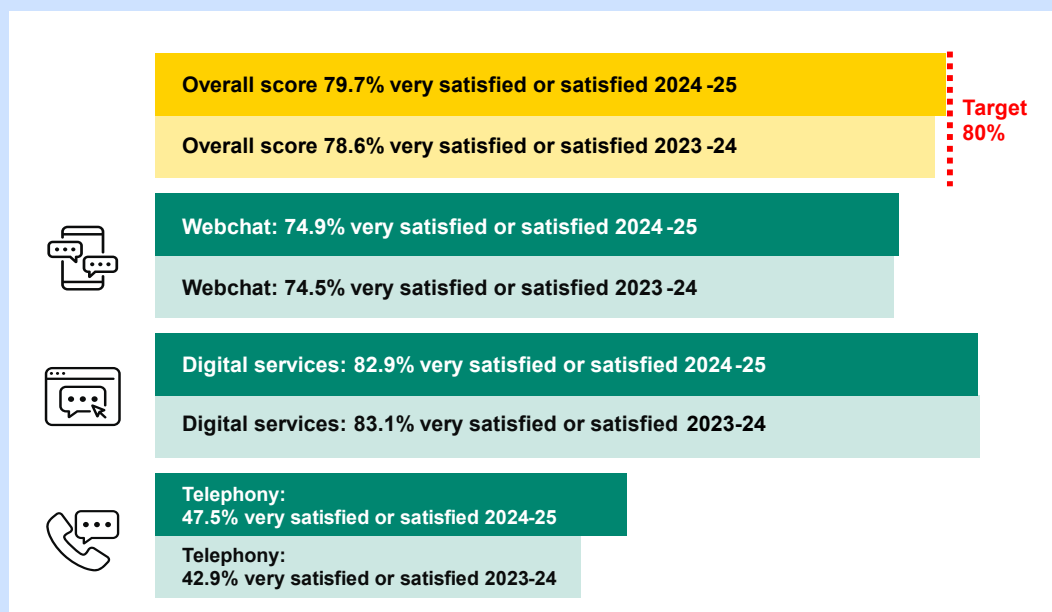 Overall score 79.7% very satisfied or satisfied 2024-25
Target
80%
Overall score 78.6% very satisfied or satisfied 2023-24
Webchat: 74.9% very satisfied or satisfied 2024-25
Webchat: 74.5% very satisfied or satisfied 2023-24
Digital services: 82.9% very satisfied or satisfied 2024-25
Digital services: 83.1% very satisfied or satisfied 2023-24
Telephony:
47.5% very satisfied or satisfied 2024-25
Telephony:
42.9% very satisfied or satisfied 2023-24